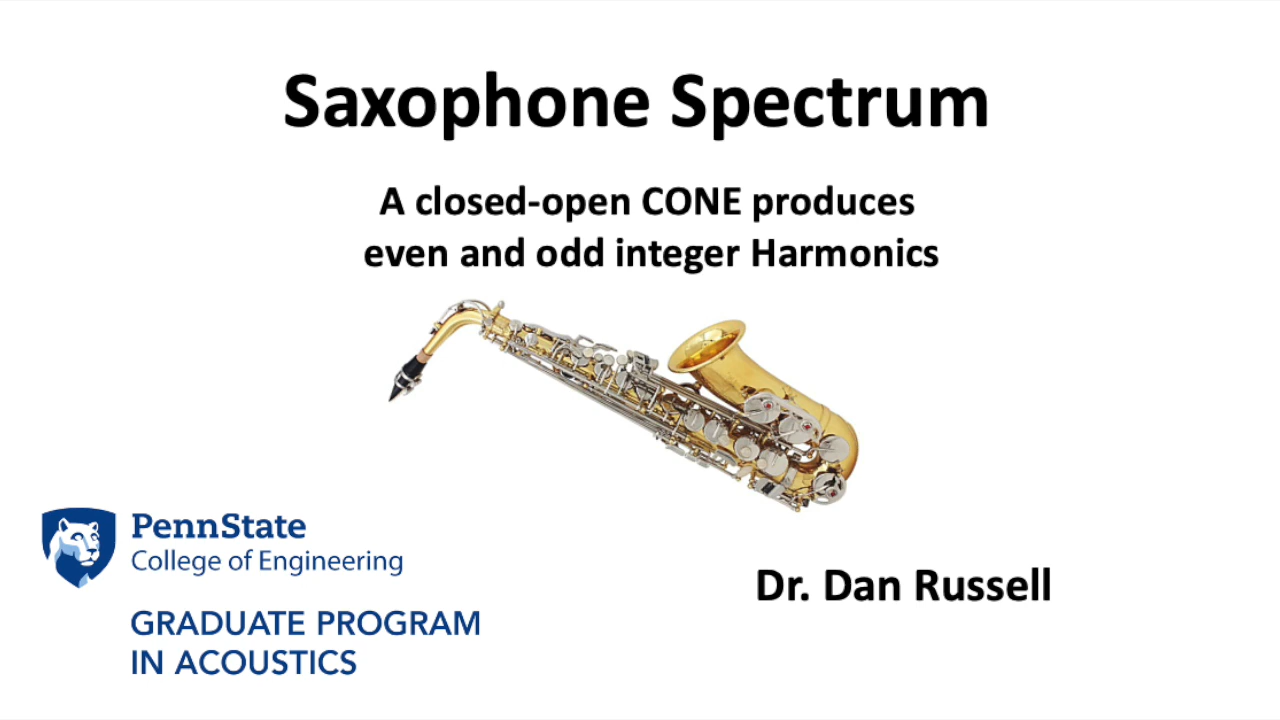 Saxophone Spectrum
A closed-open CONE produces
even and odd integer Harmonics
PennState
College of Engineering
GRADUATE PROGRAM
IN ACOUSTICS
Dr. Dan Russell